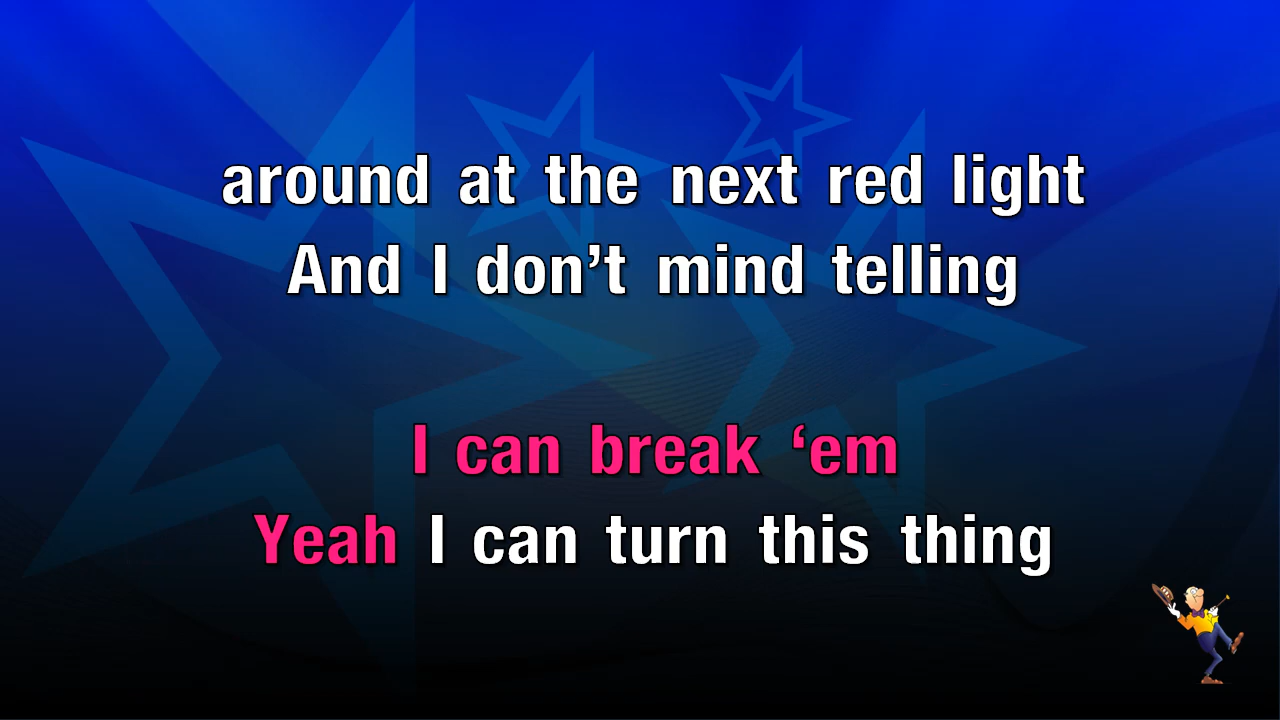 around at the next red light
And I don’t mind telling
I can break ‘em
Yeah I can turn this thing